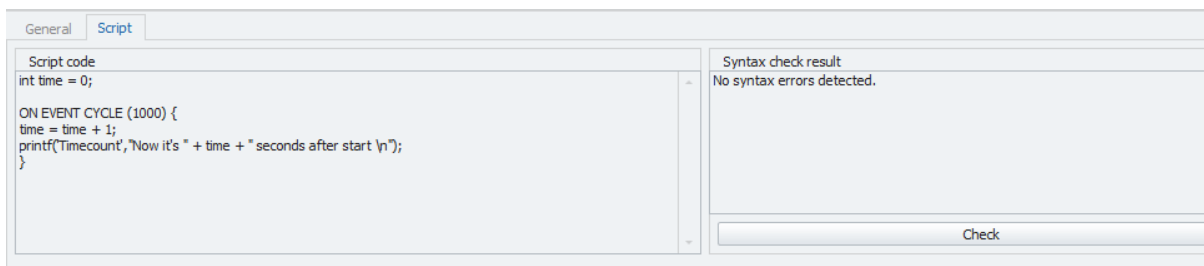 General Script
Script code
int time = 0;
ON EVENT CYCLE (1000) {
time = time + 1;
printf('Timecount',"Now it's " + time + " seconds after start \n");
}
Syntax check result
No syntax errors detected.
Check